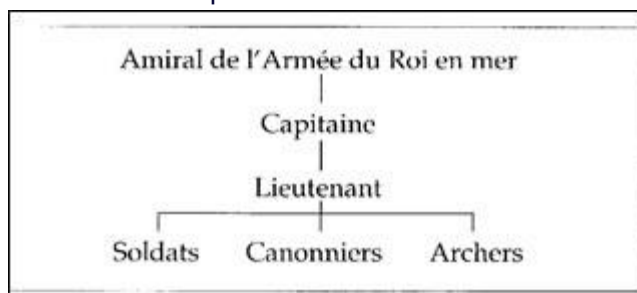 Amiral de l'Armée du Roi en mer
Capitaine
Lieutenant
Soldats Canonniers Archers